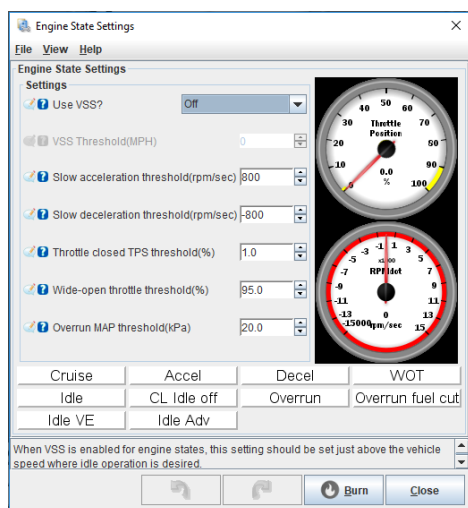 Engine State Settings
File View Help
Engine State Settings
Settings
Use VSS? Off
VSS Threshold(MPH) 0
Slow acceleration threshold(rpm/sec) 800
Slow deceleration threshold(rpm/sec) -800
Throttle closed TPS threshold(%) 1.0
Wide-open throttle threshold(%) 95.0
Overrun MAP threshold(kPa) 20.0
50
40 60
30 Throttle 70
Position
20 80
10 0.0 90
0 % 100
-1 1
-3 3
-5 x1,000 5
-7 RPMdot 7
-9 9
-11 11
-13 0 13
-15000rpm/sec 15
Cruise Accel Decel WOT
Idle CL Idle off Overrun Overrun fuel cut
Idle VE Idle Adv
When VSS is enabled for engine states, this setting should be set just above the vehicle
speed where idle operation is desired.
Burn Close